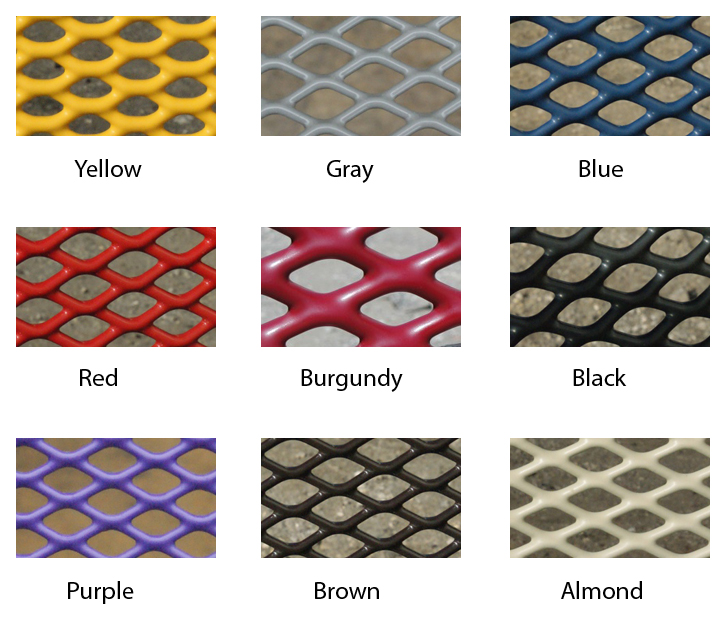 Yellow
Gray
Blue
Red
Burgundy
Black
Purple
Brown
Almond